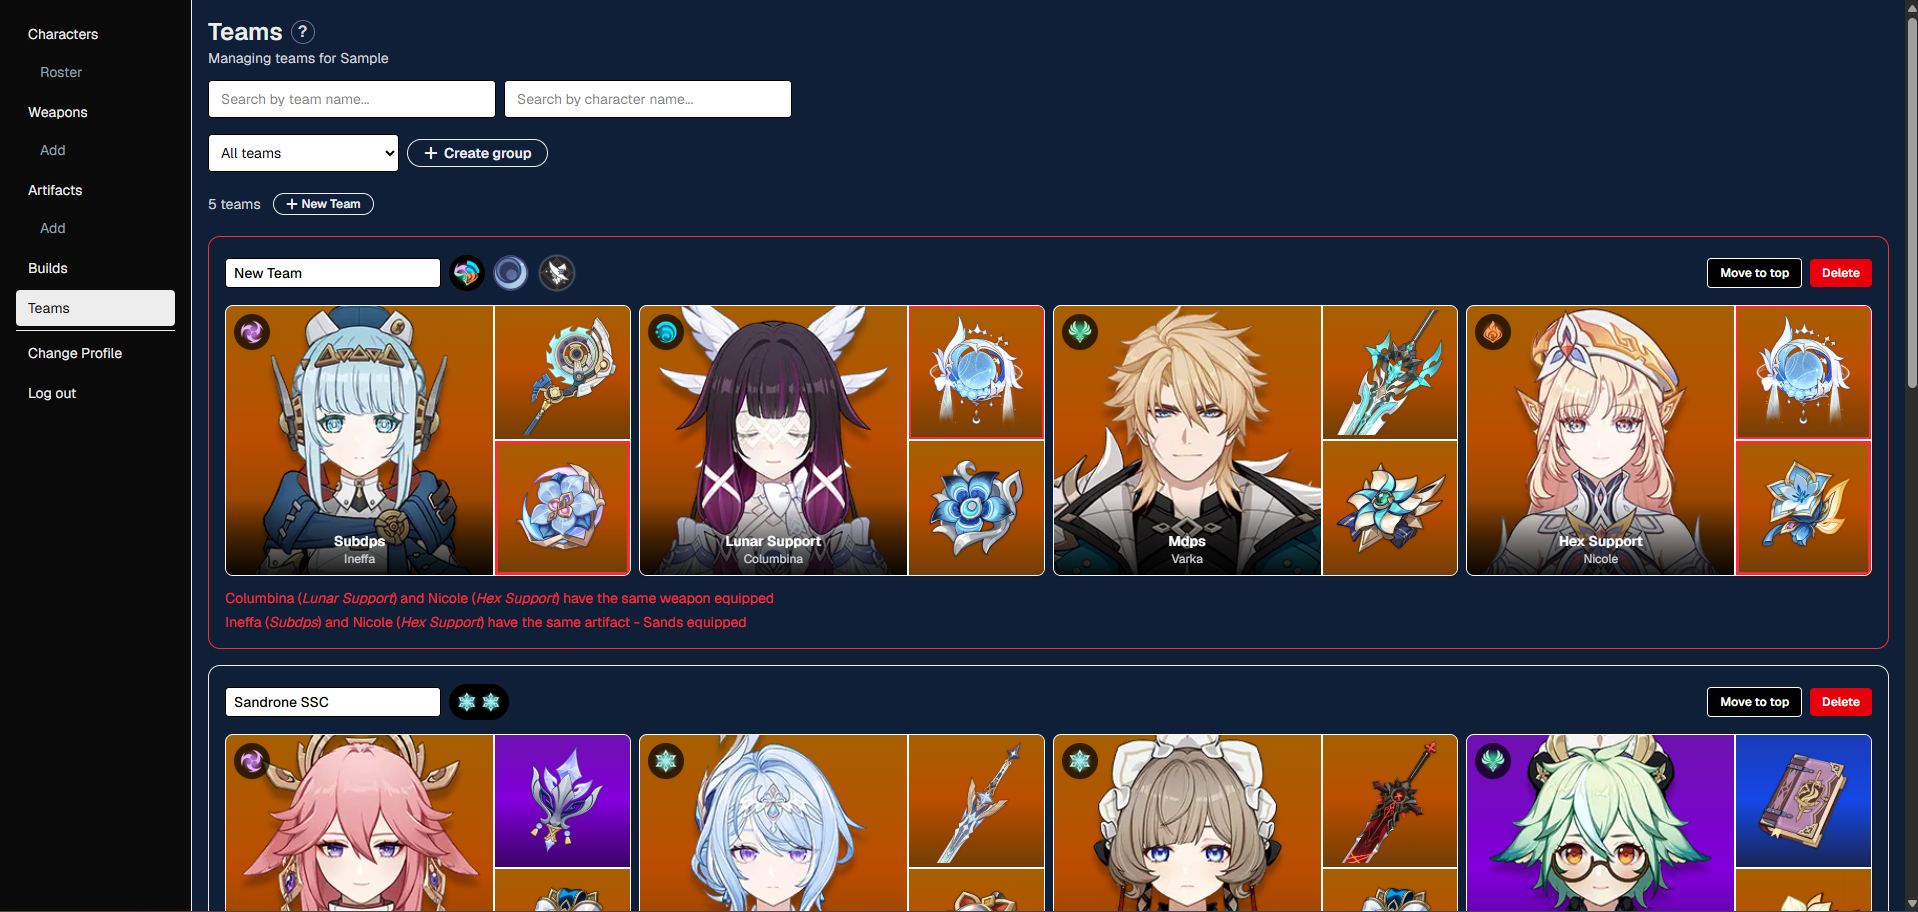 Characters
Roster
Weapons
Add
Artifacts
Add
Builds
Teams
Change Profile
Log out
Teams ?
Managing teams for Sample
Search by team name... Search by character name...
All teams + Create group
5 teams + New Team
New Team Move to top Delete
Subdps
Ineffa
Lunar Support
Columbina
Mdps
Varka
Hex Support
Nicole
Columbina (Lunar Support) and Nicole (Hex Support) have the same weapon equipped
Ineffa (Subdps) and Nicole (Hex Support) have the same artifact - Sands equipped
Sandrone SSC Move to top Delete